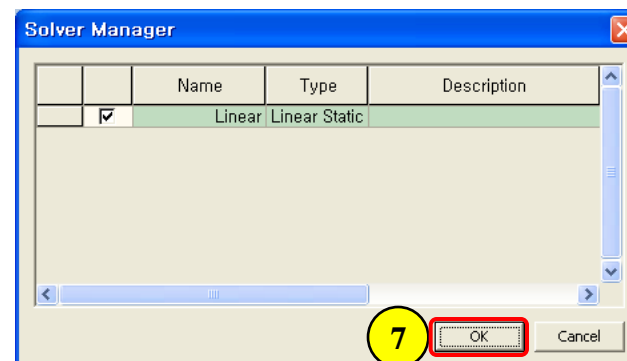 Solver Manager
Name Type Description
Linear Linear Static
7 OK Cancel